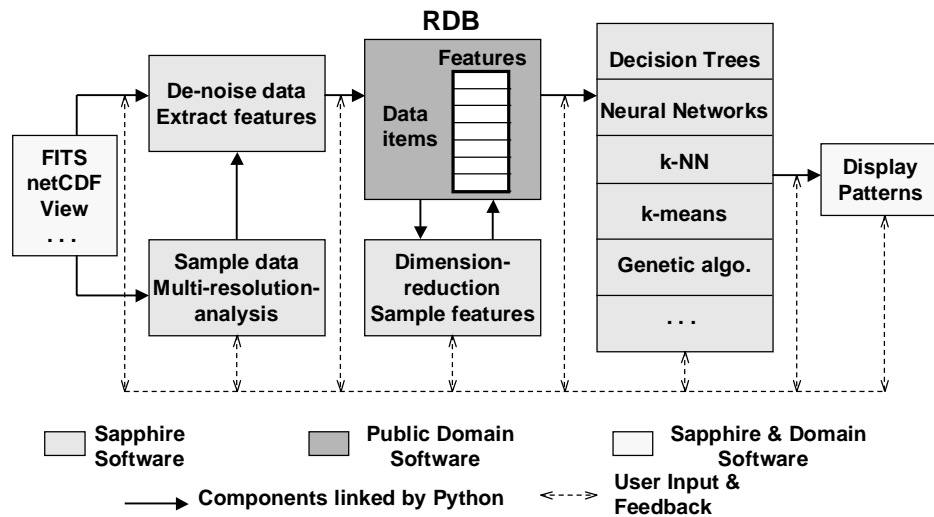 RDB
FITS
netCDF
View
. . .
De-noise data
Extract features
Sample data
Multi-resolution-
analysis
Features
Data
items
Dimension-
reduction
Sample features
Decision Trees
Neural Networks
k-NN
k-means
Genetic algo.
. . .
Display
Patterns
Sapphire
Software
Public Domain
Software
Sapphire & Domain
Software
Components linked by Python
User Input &
Feedback